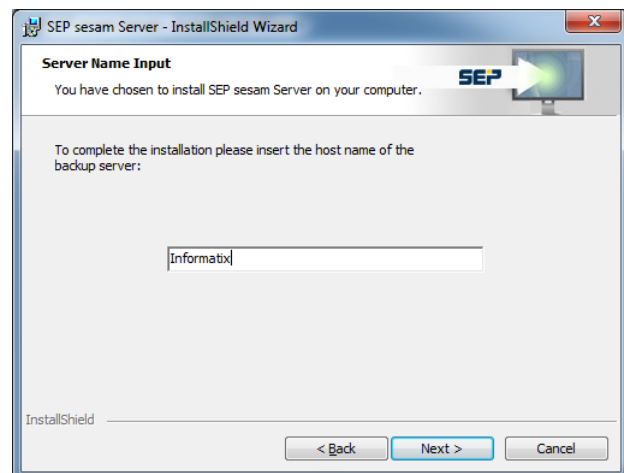 SEP sesam Server - InstallShield Wizard
Server Name Input
You have chosen to install SEP sesam Server on your computer.
SEP
To complete the installation please insert the host name of the
backup server:
Informatix
InstallShield
< Back Next > Cancel